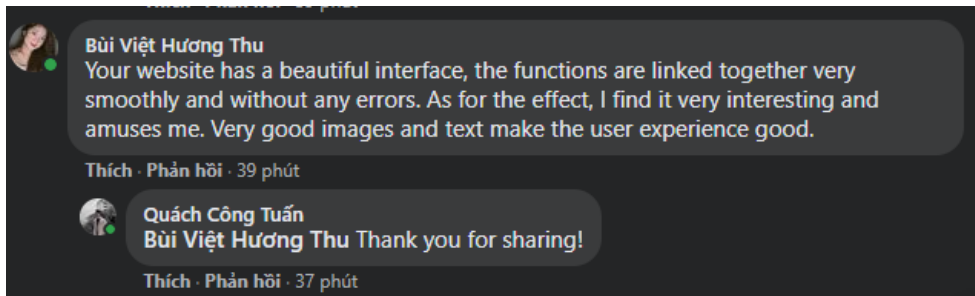 Bùi Việt Hương Thu
Your website has a beautiful interface, the functions are linked together very
smoothly and without any errors. As for the effect, I find it very interesting and
amuses me. Very good images and text make the user experience good.
Thích · Phản hồi · 39 phút
Quách Công Tuấn
Bùi Việt Hương Thu Thank you for sharing!
Thích · Phản hồi · 37 phút